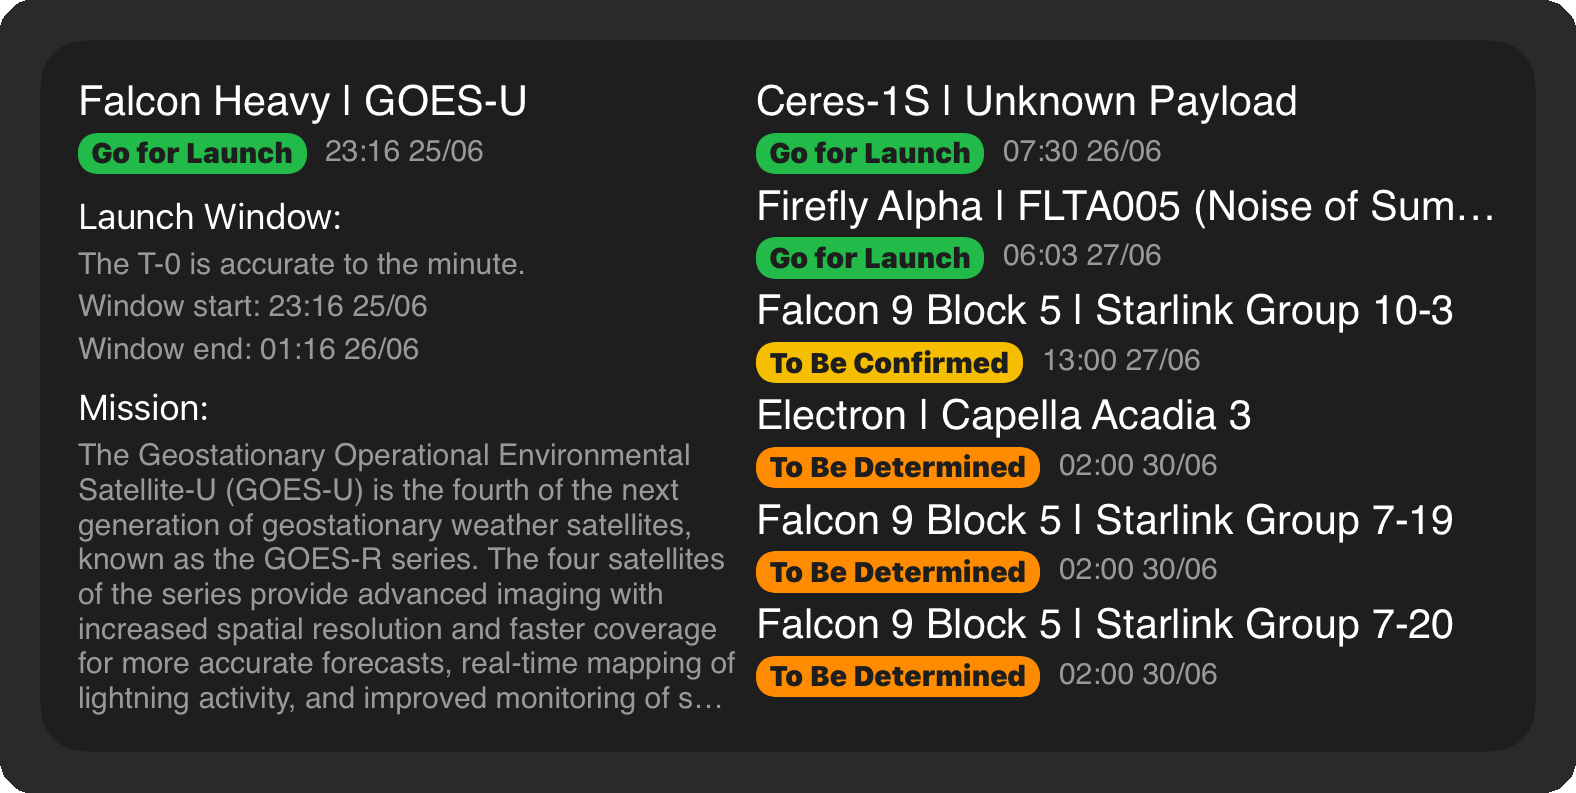 Falcon Heavy | GOES-U
Go for Launch 23:16 25/06
Launch Window:
The T-0 is accurate to the minute.
Window start: 23:16 25/06
Window end: 01:16 26/06
Mission:
The Geostationary Operational Environmental
Satellite-U (GOES-U) is the fourth of the next
generation of geostationary weather satellites,
known as the GOES-R series. The four satellites
of the series provide advanced imaging with
increased spatial resolution and faster coverage
for more accurate forecasts, real-time mapping of
lightning activity, and improved monitoring of s…
Ceres-1S | Unknown Payload
Go for Launch 07:30 26/06
Firefly Alpha | FLTA005 (Noise of Sum…
Go for Launch 06:03 27/06
Falcon 9 Block 5 | Starlink Group 10-3
To Be Confirmed 13:00 27/06
Electron | Capella Acadia 3
To Be Determined 02:00 30/06
Falcon 9 Block 5 | Starlink Group 7-19
To Be Determined 02:00 30/06
Falcon 9 Block 5 | Starlink Group 7-20
To Be Determined 02:00 30/06